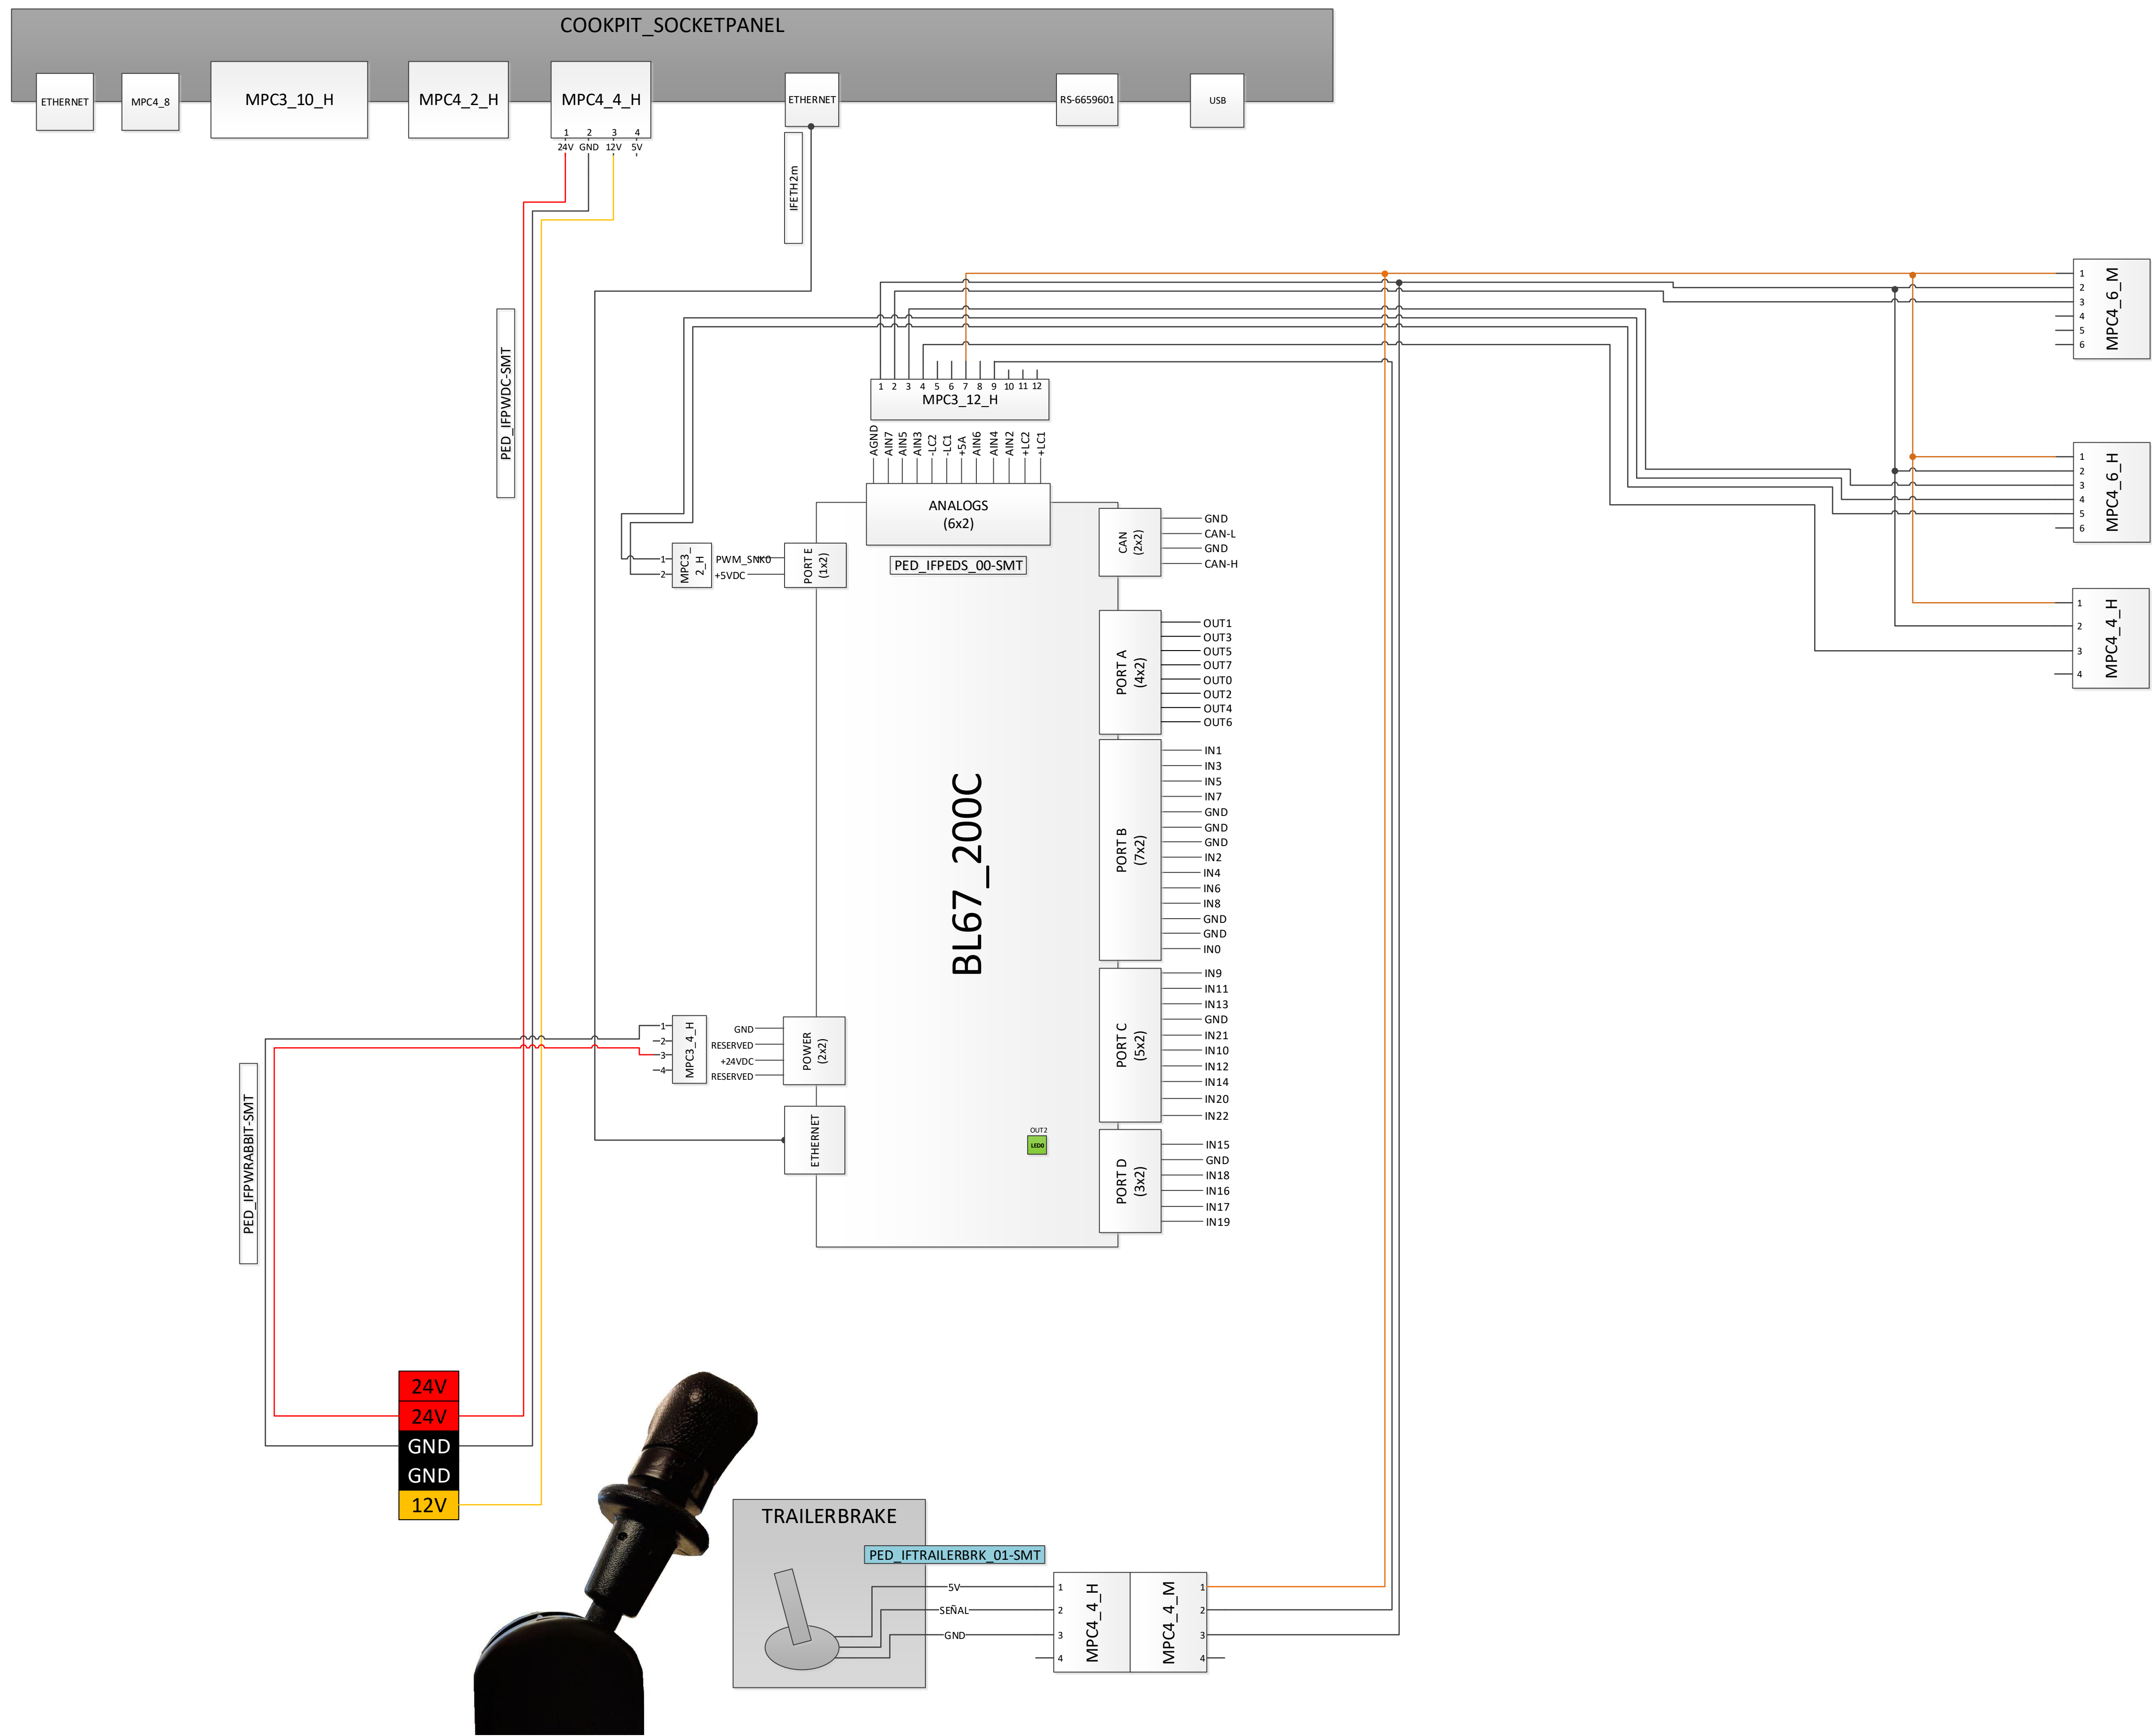 COOKPIT_SOCKETPANEL
ETHERNET
MPC4_8
MPC3_10_H
MPC4_2_H
MPC4_4_H
1 2 3 4
24V GND 12V 5V
ETHERNET
RS-6659601
USB
IFETH2m
PED_IFPWDC-SMT
1
2
3
4
5
6
MPC4_6_M
1 2 3 4 5 6 7 8 9 10 11 12
MPC3_12_H
AGND
AIN7
AIN5
AIN3
-LC2
-LC1
+5A
AIN6
AIN4
AIN2
+LC2
+LC1
ANALOGS
(6x2)
PED_IFPEDS_00-SMT
1
2
3
4
5
6
MPC4_6_H
1
2
3
4
MPC4_4_H
1
2
MPC3_
2_H
PWM_SNK0
+5VDC
PORT E
(1x2)
CAN
(2x2)
GND
CAN-L
GND
CAN-H
PORT A
(4x2)
OUT1
OUT3
OUT5
OUT7
OUT0
OUT2
OUT4
OUT6
BL67_200C
PORT B
(7x2)
IN1
IN3
IN5
IN7
GND
GND
GND
IN2
IN4
IN6
IN8
GND
GND
IN0
PORT C
(5x2)
IN9
IN11
IN13
GND
IN21
IN10
IN12
IN14
IN20
IN22
PORT D
(3x2)
IN15
GND
IN18
IN16
IN17
IN19
1
2
3
4
MPC3_4_H
GND
RESERVED
+24VDC
RESERVED
POWER
(2x2)
ETHERNET
OUT2
LED0
PED_IFPWRABBIT-SMT
24V
24V
GND
GND
12V
TRAILERBRAKE
PED_IFTRAILERBRK_01-SMT
5V
SEÑAL
GND
1
2
3
4
MPC4_4_H
MPC4_4_M
1
2
3
4